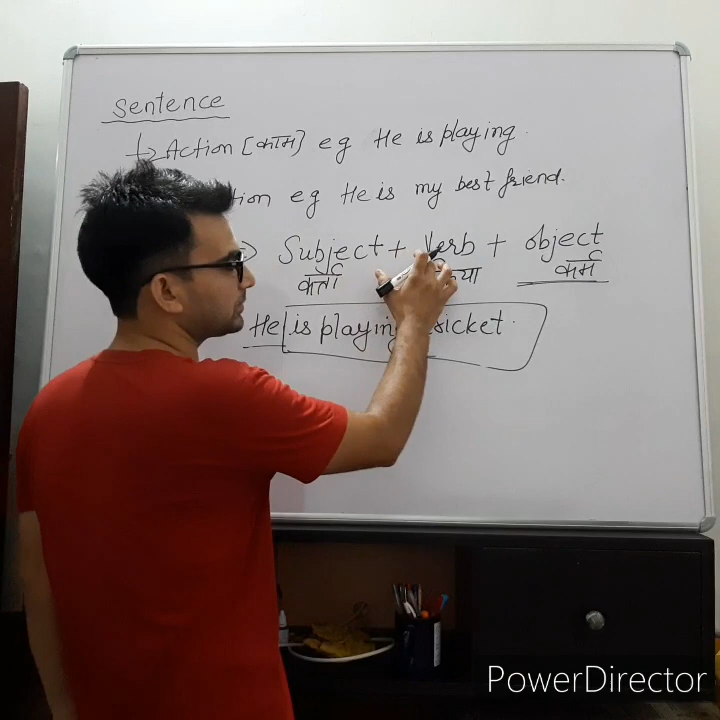 Sentence
↳ Action [काम] eg He is playing.
eg He is my best friend.
⇒ Subject + Verb + object
कर्ता कर्म
He is playing cricket.
PowerDirector